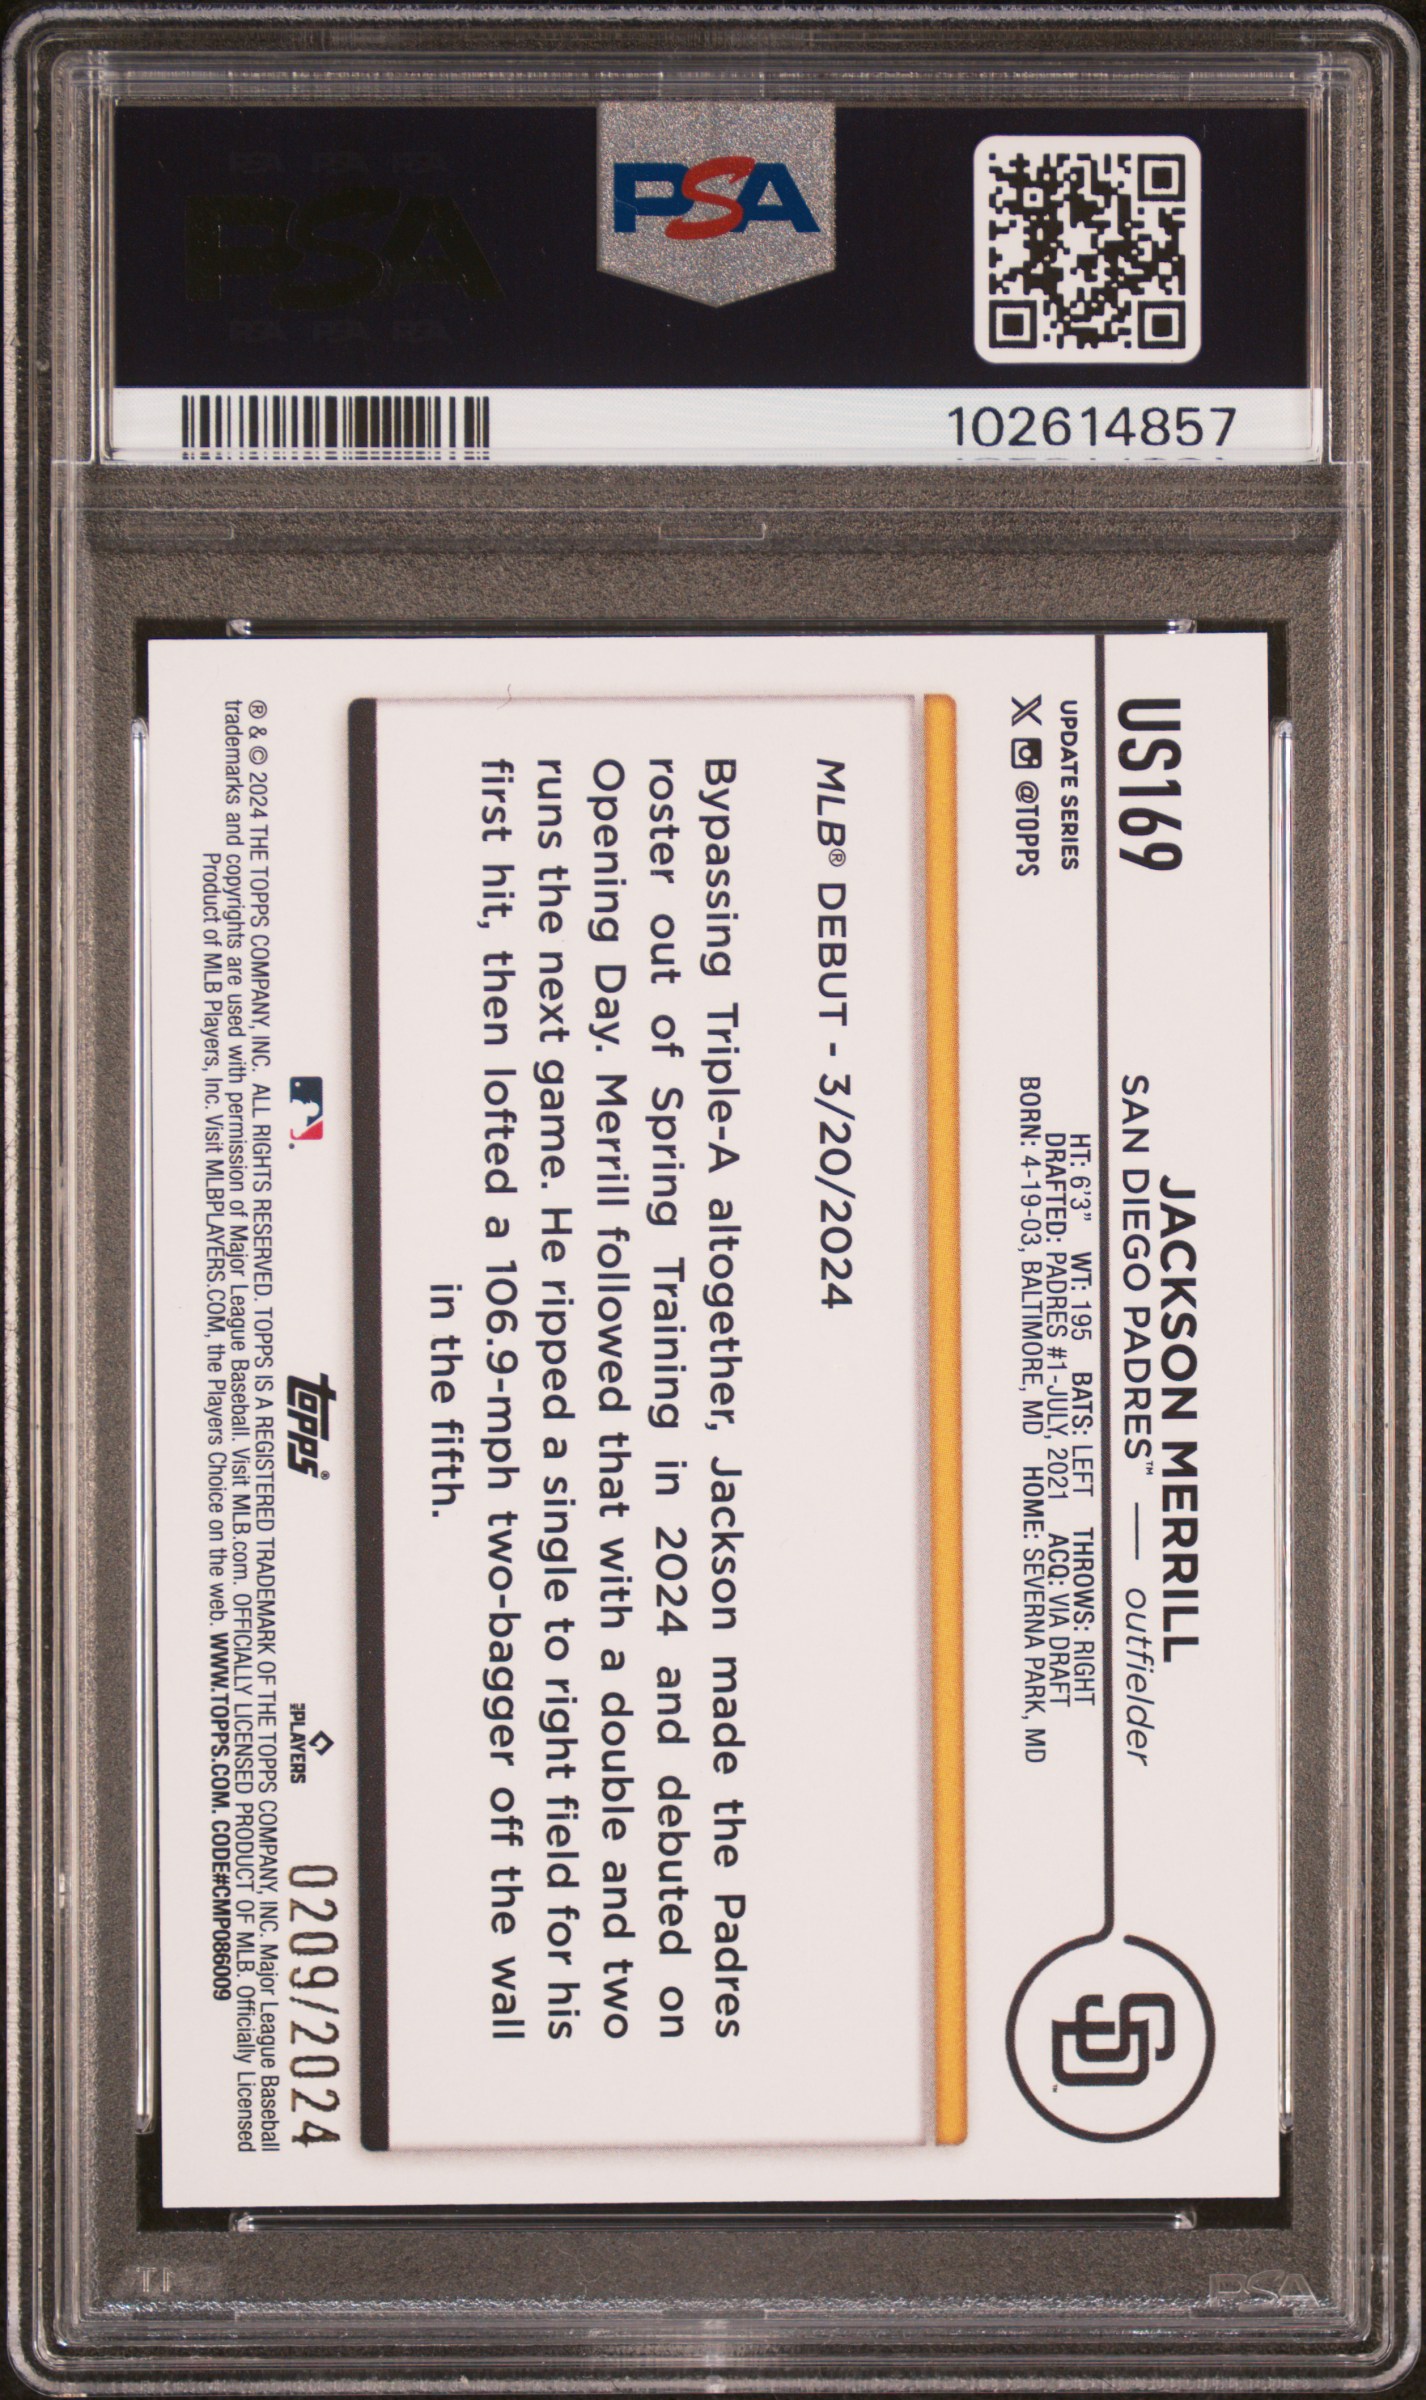 PSA
PSA
102614857
US169
JACKSON MERRILL
SAN DIEGO PADRES™ — outfielder
UPDATE SERIES
@TOPPS
HT: 6'3" WT: 195 BATS: LEFT THROWS: RIGHT
DRAFTED: PADRES #1-JULY, 2021 ACQ: VIA DRAFT
BORN: 4-19-03, BALTIMORE, MD HOME: SEVERNA PARK, MD
SD™
MLB® DEBUT - 3/20/2024
Bypassing Triple-A altogether, Jackson made the Padres
roster out of Spring Training in 2024 and debuted on
Opening Day. Merrill followed that with a double and two
runs the next game. He ripped a single to right field for his
first hit, then lofted a 106.9-mph two-bagger off the wall
in the fifth.
topps®
PLAYERS
0209/2024
® & © 2024 THE TOPPS COMPANY, INC. ALL RIGHTS RESERVED. TOPPS IS A REGISTERED TRADEMARK OF THE TOPPS COMPANY, INC. Major League Baseball
trademarks and copyrights are used with permission of Major League Baseball. Visit MLB.com. OFFICIALLY LICENSED PRODUCT OF MLB. Officially Licensed
Product of MLB Players, Inc. Visit MLBPLAYERS.COM, the Players Choice on the web. WWW.TOPPS.COM. CODE#CMP086009
PSA